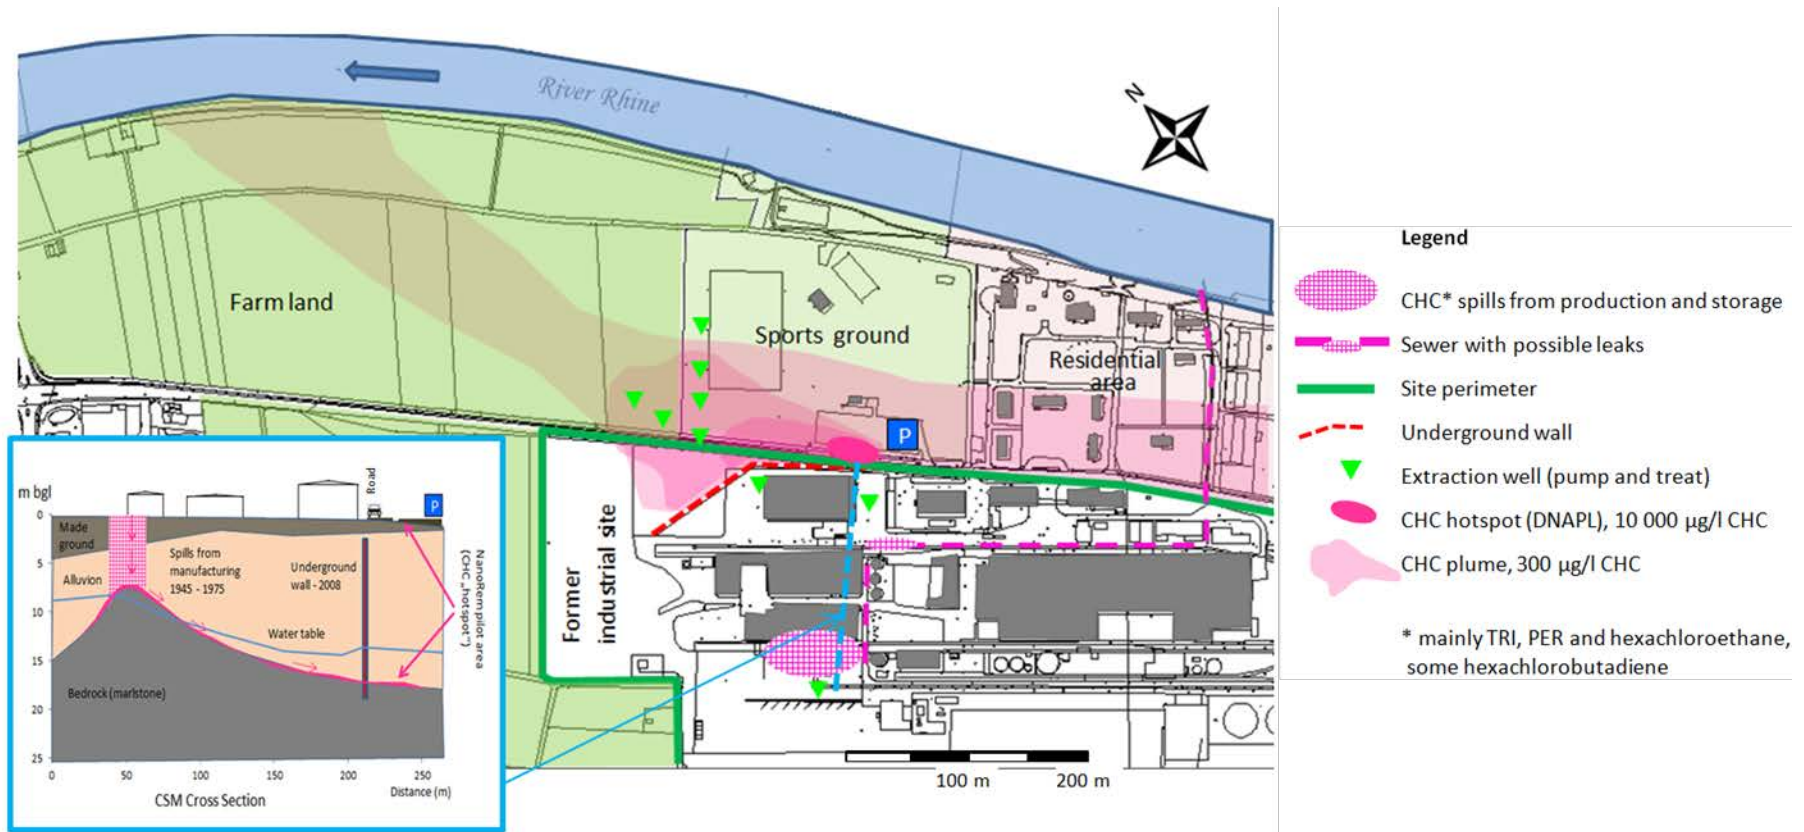 River Rhine
N
Farm land
Sports ground
Residential
area
P
Former
industrial site
100 m
200 m
m bgl
0
5
10
15
20
25
Made
ground
Alluvion
Spills from
manufacturing
1945 - 1975
Underground
wall - 2008
Road
P
Water table
Bedrock (marlstone)
NanoRem pilot area
(CHC „hotspot")
0
50
100
150
200
250
Distance (m)
CSM Cross Section
Legend
CHC* spills from production and storage
Sewer with possible leaks
Site perimeter
Underground wall
Extraction well (pump and treat)
CHC hotspot (DNAPL), 10 000 µg/l CHC
CHC plume, 300 µg/l CHC
* mainly TRI, PER and hexachloroethane,
some hexachlorobutadiene